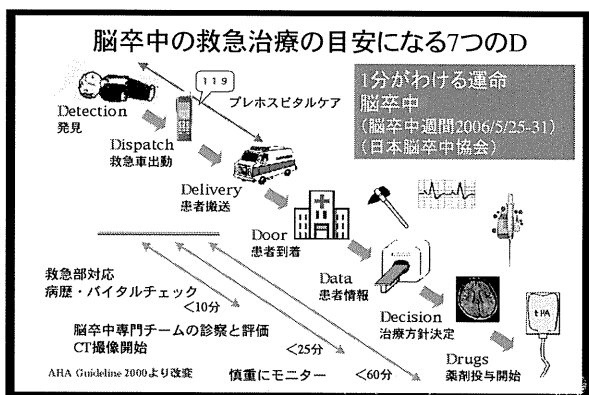 脳卒中の救急治療の目安になる7つのD
119
プレホスピタルケア
1分がわける運命
脳卒中
(脳卒中週間2006/5/25-31)
(日本脳卒中協会)
Detection
発見
Dispatch
救急車出動
Delivery
患者搬送
Door
患者到着
Data
患者情報
Decision
治療方針決定
Drugs
薬剤投与開始
tPA
救急部対応
病歴・バイタルチェック
<10分
脳卒中専門チームの診察と評価
CT撮像開始
<25分
慎重にモニター
<60分
AHA Guideline 2000より改変